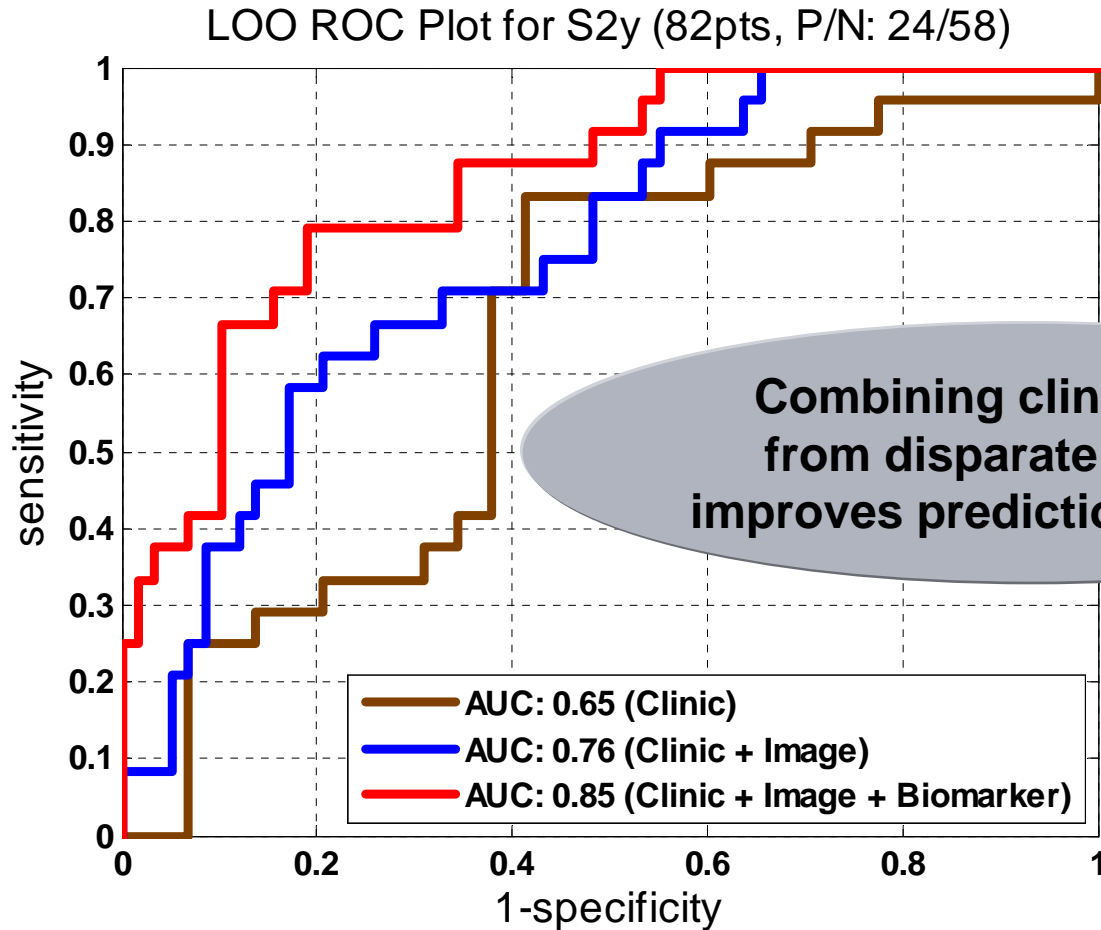 LOO ROC Plot for S2y (82pts, P/N: 24/58)
1
0.9
0.8
0.7
0.6
0.5
0.4
0.3
0.2
0.1
0
sensitivity
Combining clin
from disparate
improves predictio
AUC: 0.65 (Clinic)
AUC: 0.76 (Clinic + Image)
AUC: 0.85 (Clinic + Image + Biomarker)
0 0.2 0.4 0.6 0.8 1
1-specificity